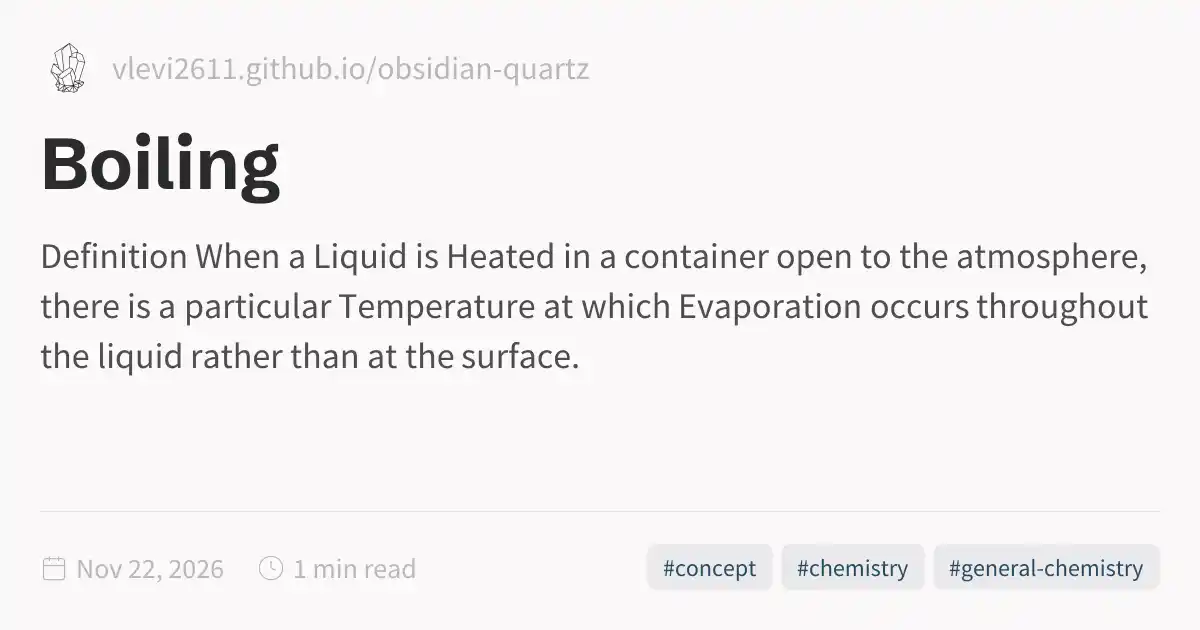 vlevi2611.github.io/obsidian-quartz
Boiling
Definition When a Liquid is Heated in a container open to the atmosphere,
there is a particular Temperature at which Evaporation occurs throughout
the liquid rather than at the surface.
Nov 22, 2026 1 min read #concept #chemistry #general-chemistry